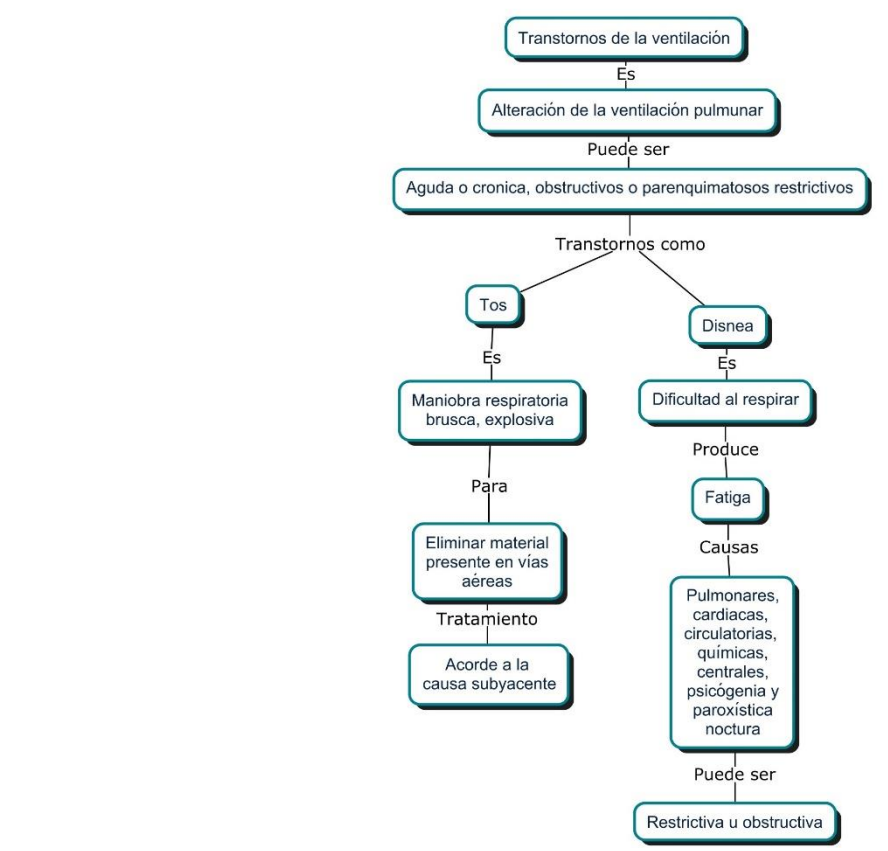 Transtornos de la ventilación
Es
Alteración de la ventilación pulmunar
Puede ser
Aguda o cronica, obstructivos o parenquimatosos restrictivos
Transtornos como
Tos
Es
Maniobra respiratoria
brusca, explosiva
Para
Eliminar material
presente en vías
aéreas
Tratamiento
Acorde a la
causa subyacente
Disnea
Es
Dificultad al respirar
Produce
Fatiga
Causas
Pulmonares,
cardiacas,
circulatorias,
químicas,
centrales,
psicógenia y
paroxística
noctura
Puede ser
Restrictiva u obstructiva